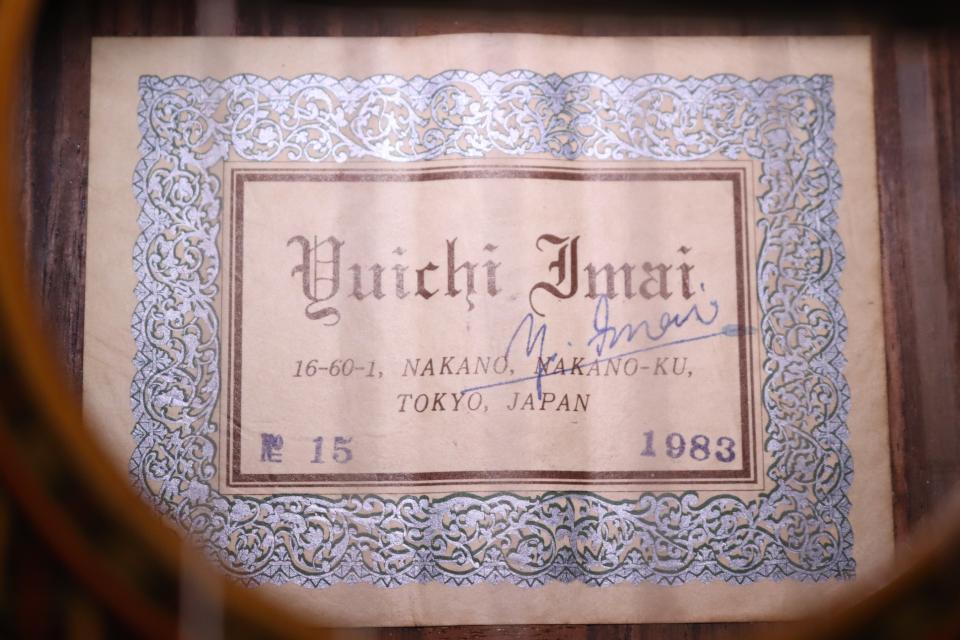 Yuichi Imai
Y. Imai
16-60-1, NAKANO, NAKANO-KU,
TOKYO, JAPAN
№ 15 1983